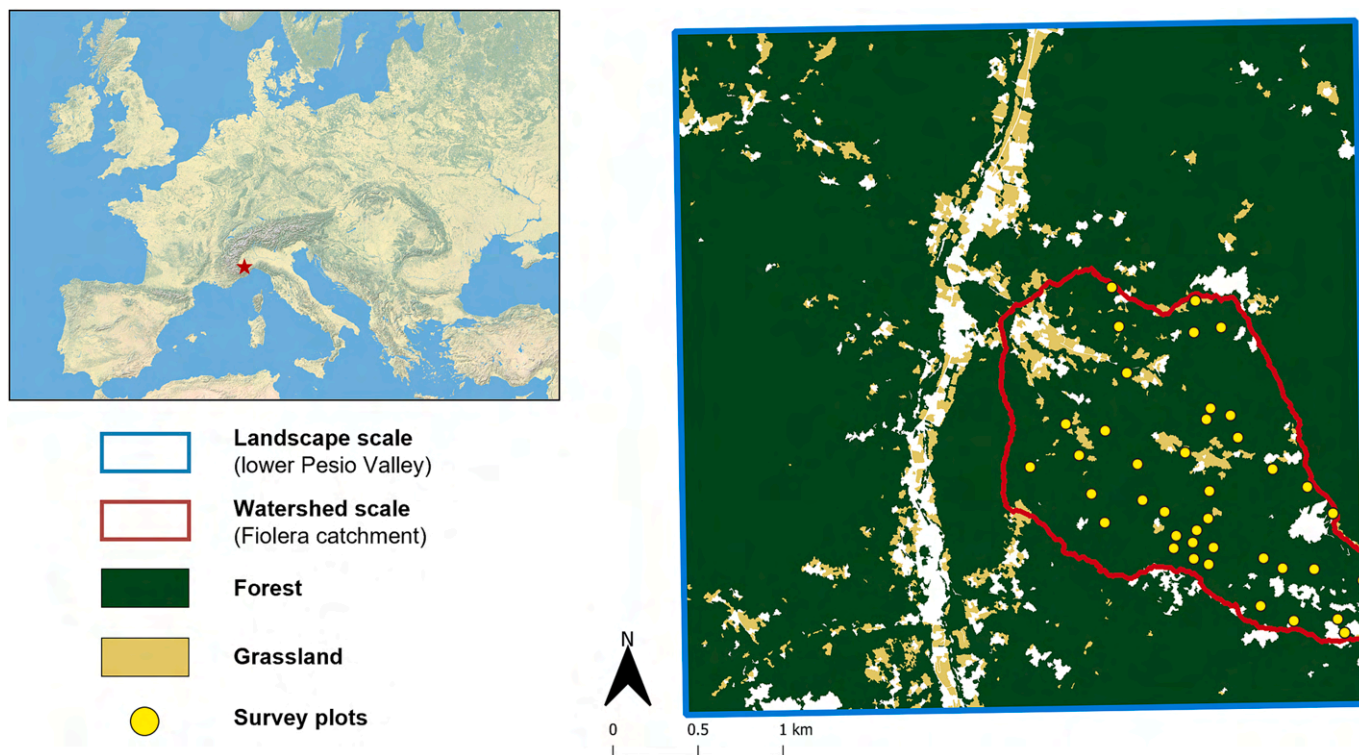 Landscape scale
(lower Pesio Valley)
Watershed scale
(Fiolera catchment)
Forest
Grassland
Survey plots
N
0 0.5 1 km